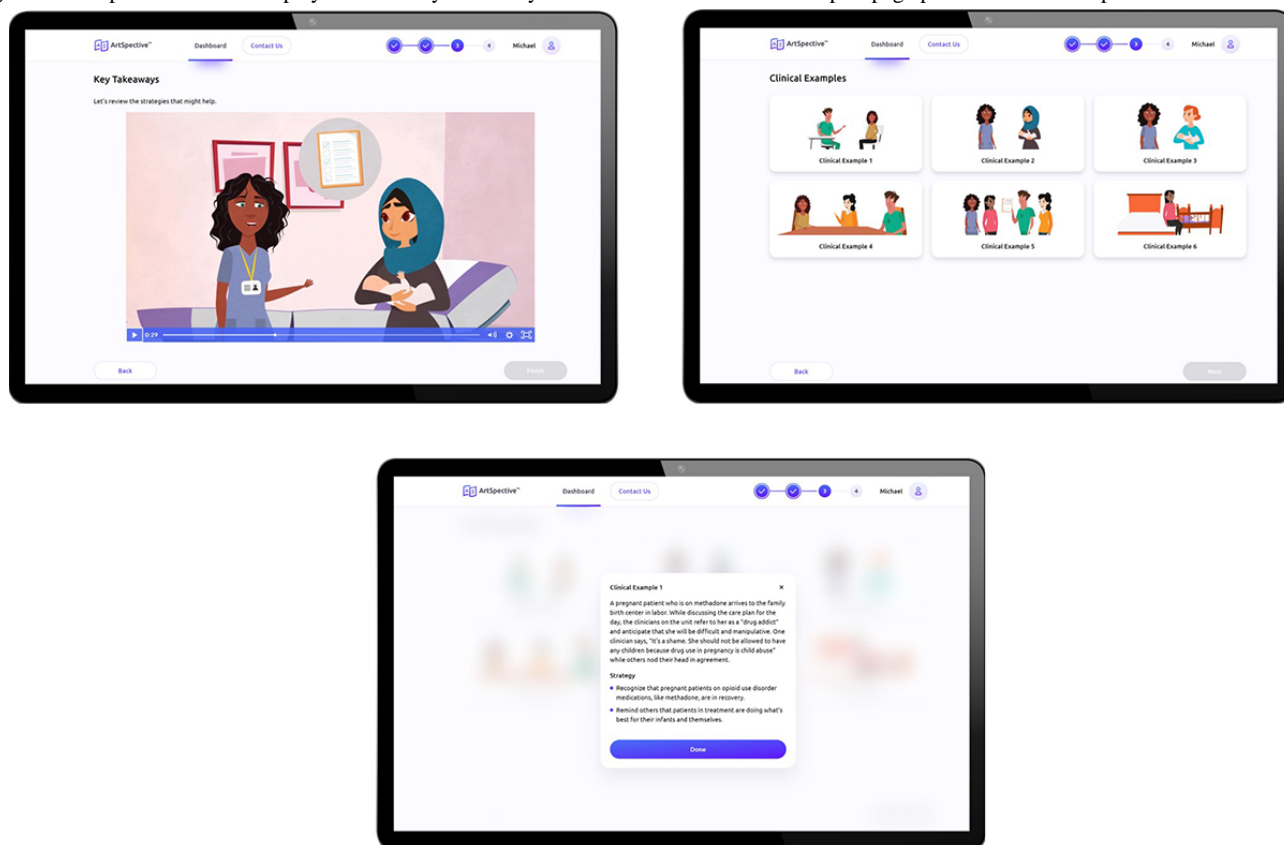 ArtSpective™ Dashboard Contact Us 3 4 Michael
Key Takeaways
Let's review the strategies that might help.
0:29
Back Finish
ArtSpective™ Dashboard Contact Us 3 4 Michael
Clinical Examples
Clinical Example 1 Clinical Example 2 Clinical Example 3
Clinical Example 4 Clinical Example 5 Clinical Example 6
Back Next
ArtSpective™ Dashboard Contact Us 3 4 Michael
Clinical Example 1
A pregnant patient who is on methadone arrives to the family
birth center in labor. While discussing the care plan for the
day, the clinicians on the unit refer to her as a "drug addict"
and anticipate that she will be difficult and manipulative. One
clinician says, "It's a shame. She should not be allowed to have
any children because drug use in pregnancy is child abuse"
while others nod their head in agreement.
Strategy
• Recognize that pregnant patients on opioid use disorder
medications, like methadone, are in recovery.
• Remind others that patients in treatment are doing what's
best for their infants and themselves.
Done